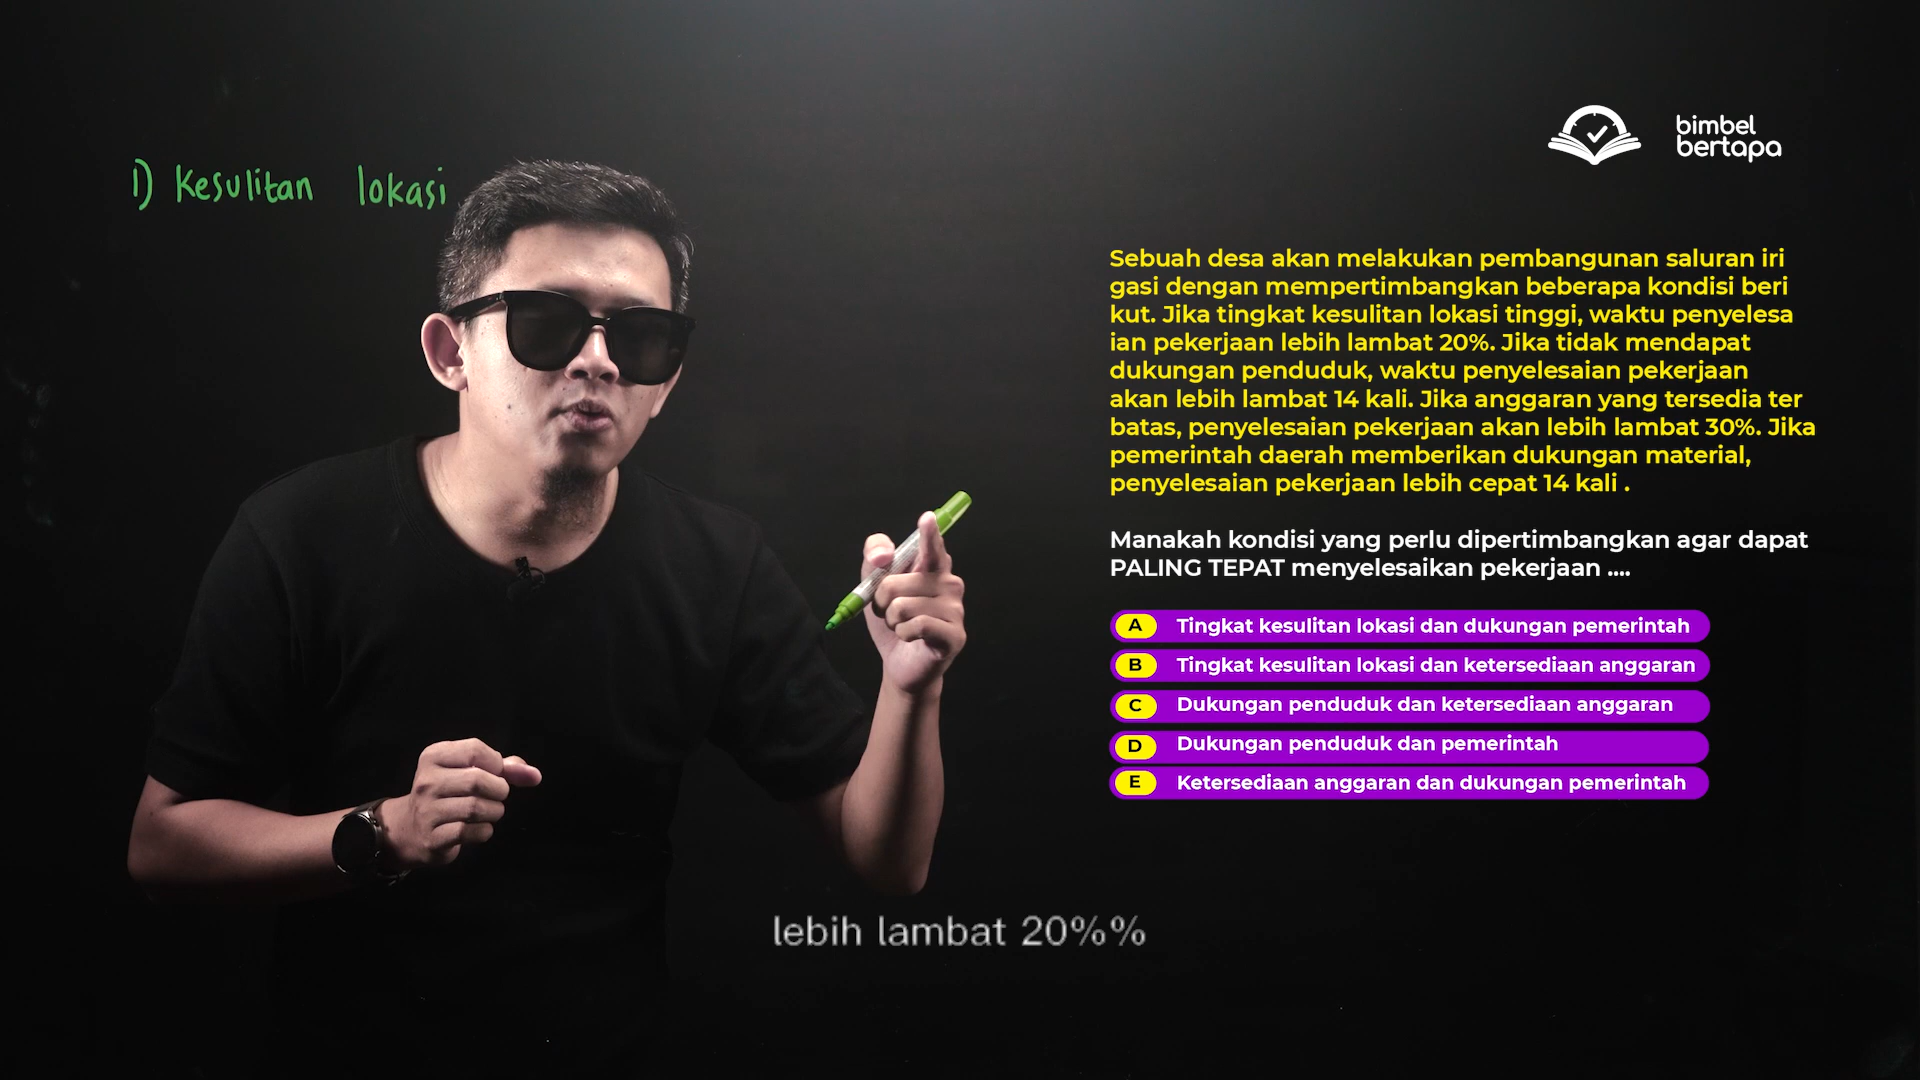 bimbel
bertapa
1) Kesulitan lokasi
Sebuah desa akan melakukan pembangunan saluran iri
gasi dengan mempertimbangkan beberapa kondisi beri
kut. Jika tingkat kesulitan lokasi tinggi, waktu penyelesa
ian pekerjaan lebih lambat 20%. Jika tidak mendapat
dukungan penduduk, waktu penyelesaian pekerjaan
akan lebih lambat 14 kali. Jika anggaran yang tersedia ter
batas, penyelesaian pekerjaan akan lebih lambat 30%. Jika
pemerintah daerah memberikan dukungan material,
penyelesaian pekerjaan lebih cepat 14 kali .
Manakah kondisi yang perlu dipertimbangkan agar dapat
PALING TEPAT menyelesaikan pekerjaan ....
A Tingkat kesulitan lokasi dan dukungan pemerintah
B Tingkat kesulitan lokasi dan ketersediaan anggaran
C Dukungan penduduk dan ketersediaan anggaran
D Dukungan penduduk dan pemerintah
E Ketersediaan anggaran dan dukungan pemerintah
lebih lambat 20%%